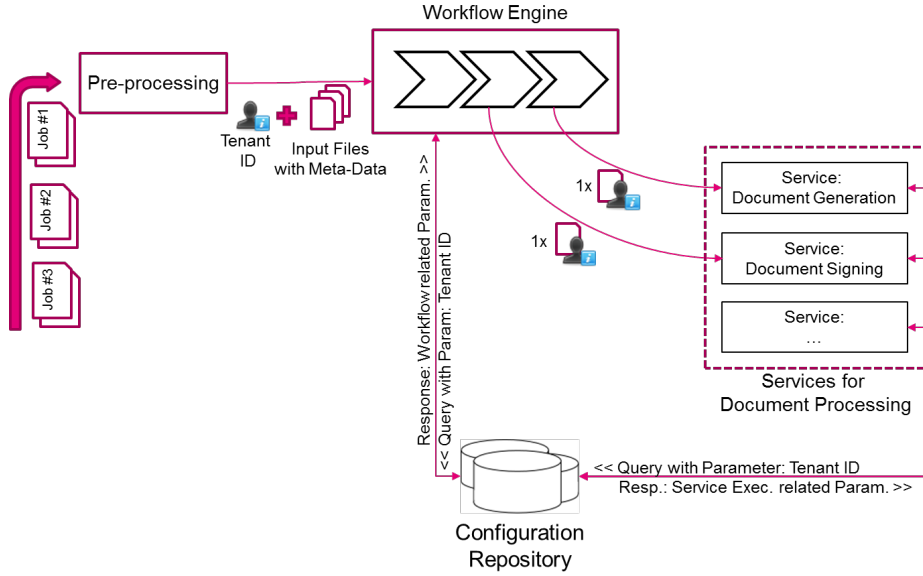 Workflow Engine
Pre-processing
Job #1
Job #2
Job #3
Tenant
ID
Input Files
with Meta-Data
1x
1x
Service:
Document Generation
Service:
Document Signing
Service:
…
Services for
Document Processing
Response: Workflow related Param. >>
<< Query with Param: Tenant ID
<< Query with Parameter: Tenant ID
Resp.: Service Exec. related Param. >>
Configuration
Repository